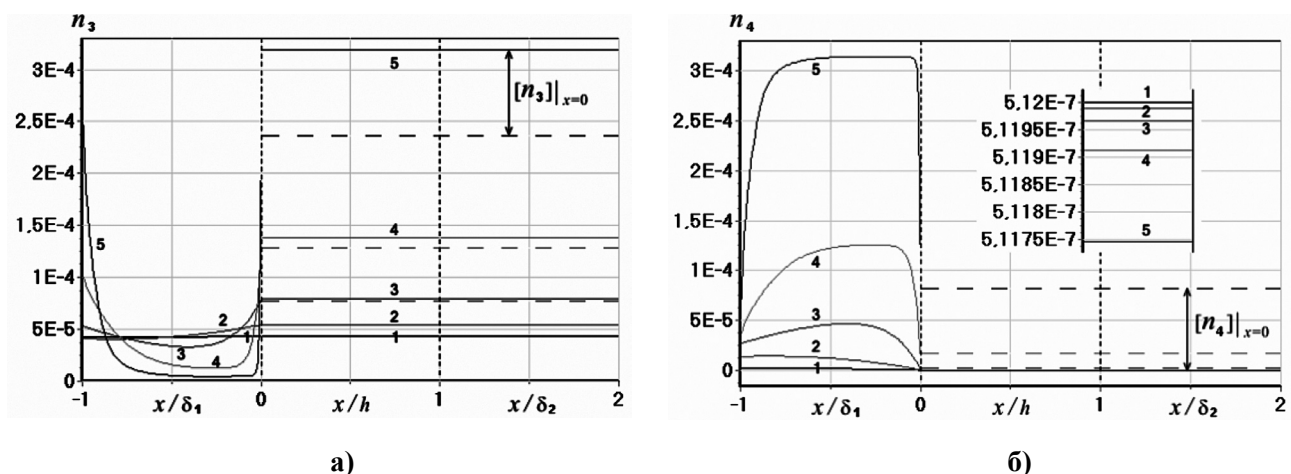 n₃
3E-4
2,5E-4
2E-4
1,5E-4
1E-4
5E-5
0
5
[n₃]|ₓ₌₀
5
4
3
2
2
1
1
3
4
-1
x/δ₁
0
x/h
1
x/δ₂
2
а)
n₄
3E-4
2,5E-4
2E-4
1,5E-4
1E-4
5E-5
0
5
4
3
2
1
5,12E-7
5,1195E-7
5,119E-7
5,1185E-7
5,118E-7
5,1175E-7
1
2
3
4
5
[n₄]|ₓ₌₀
-1
x/δ₁
0
x/h
1
x/δ₂
2
б)